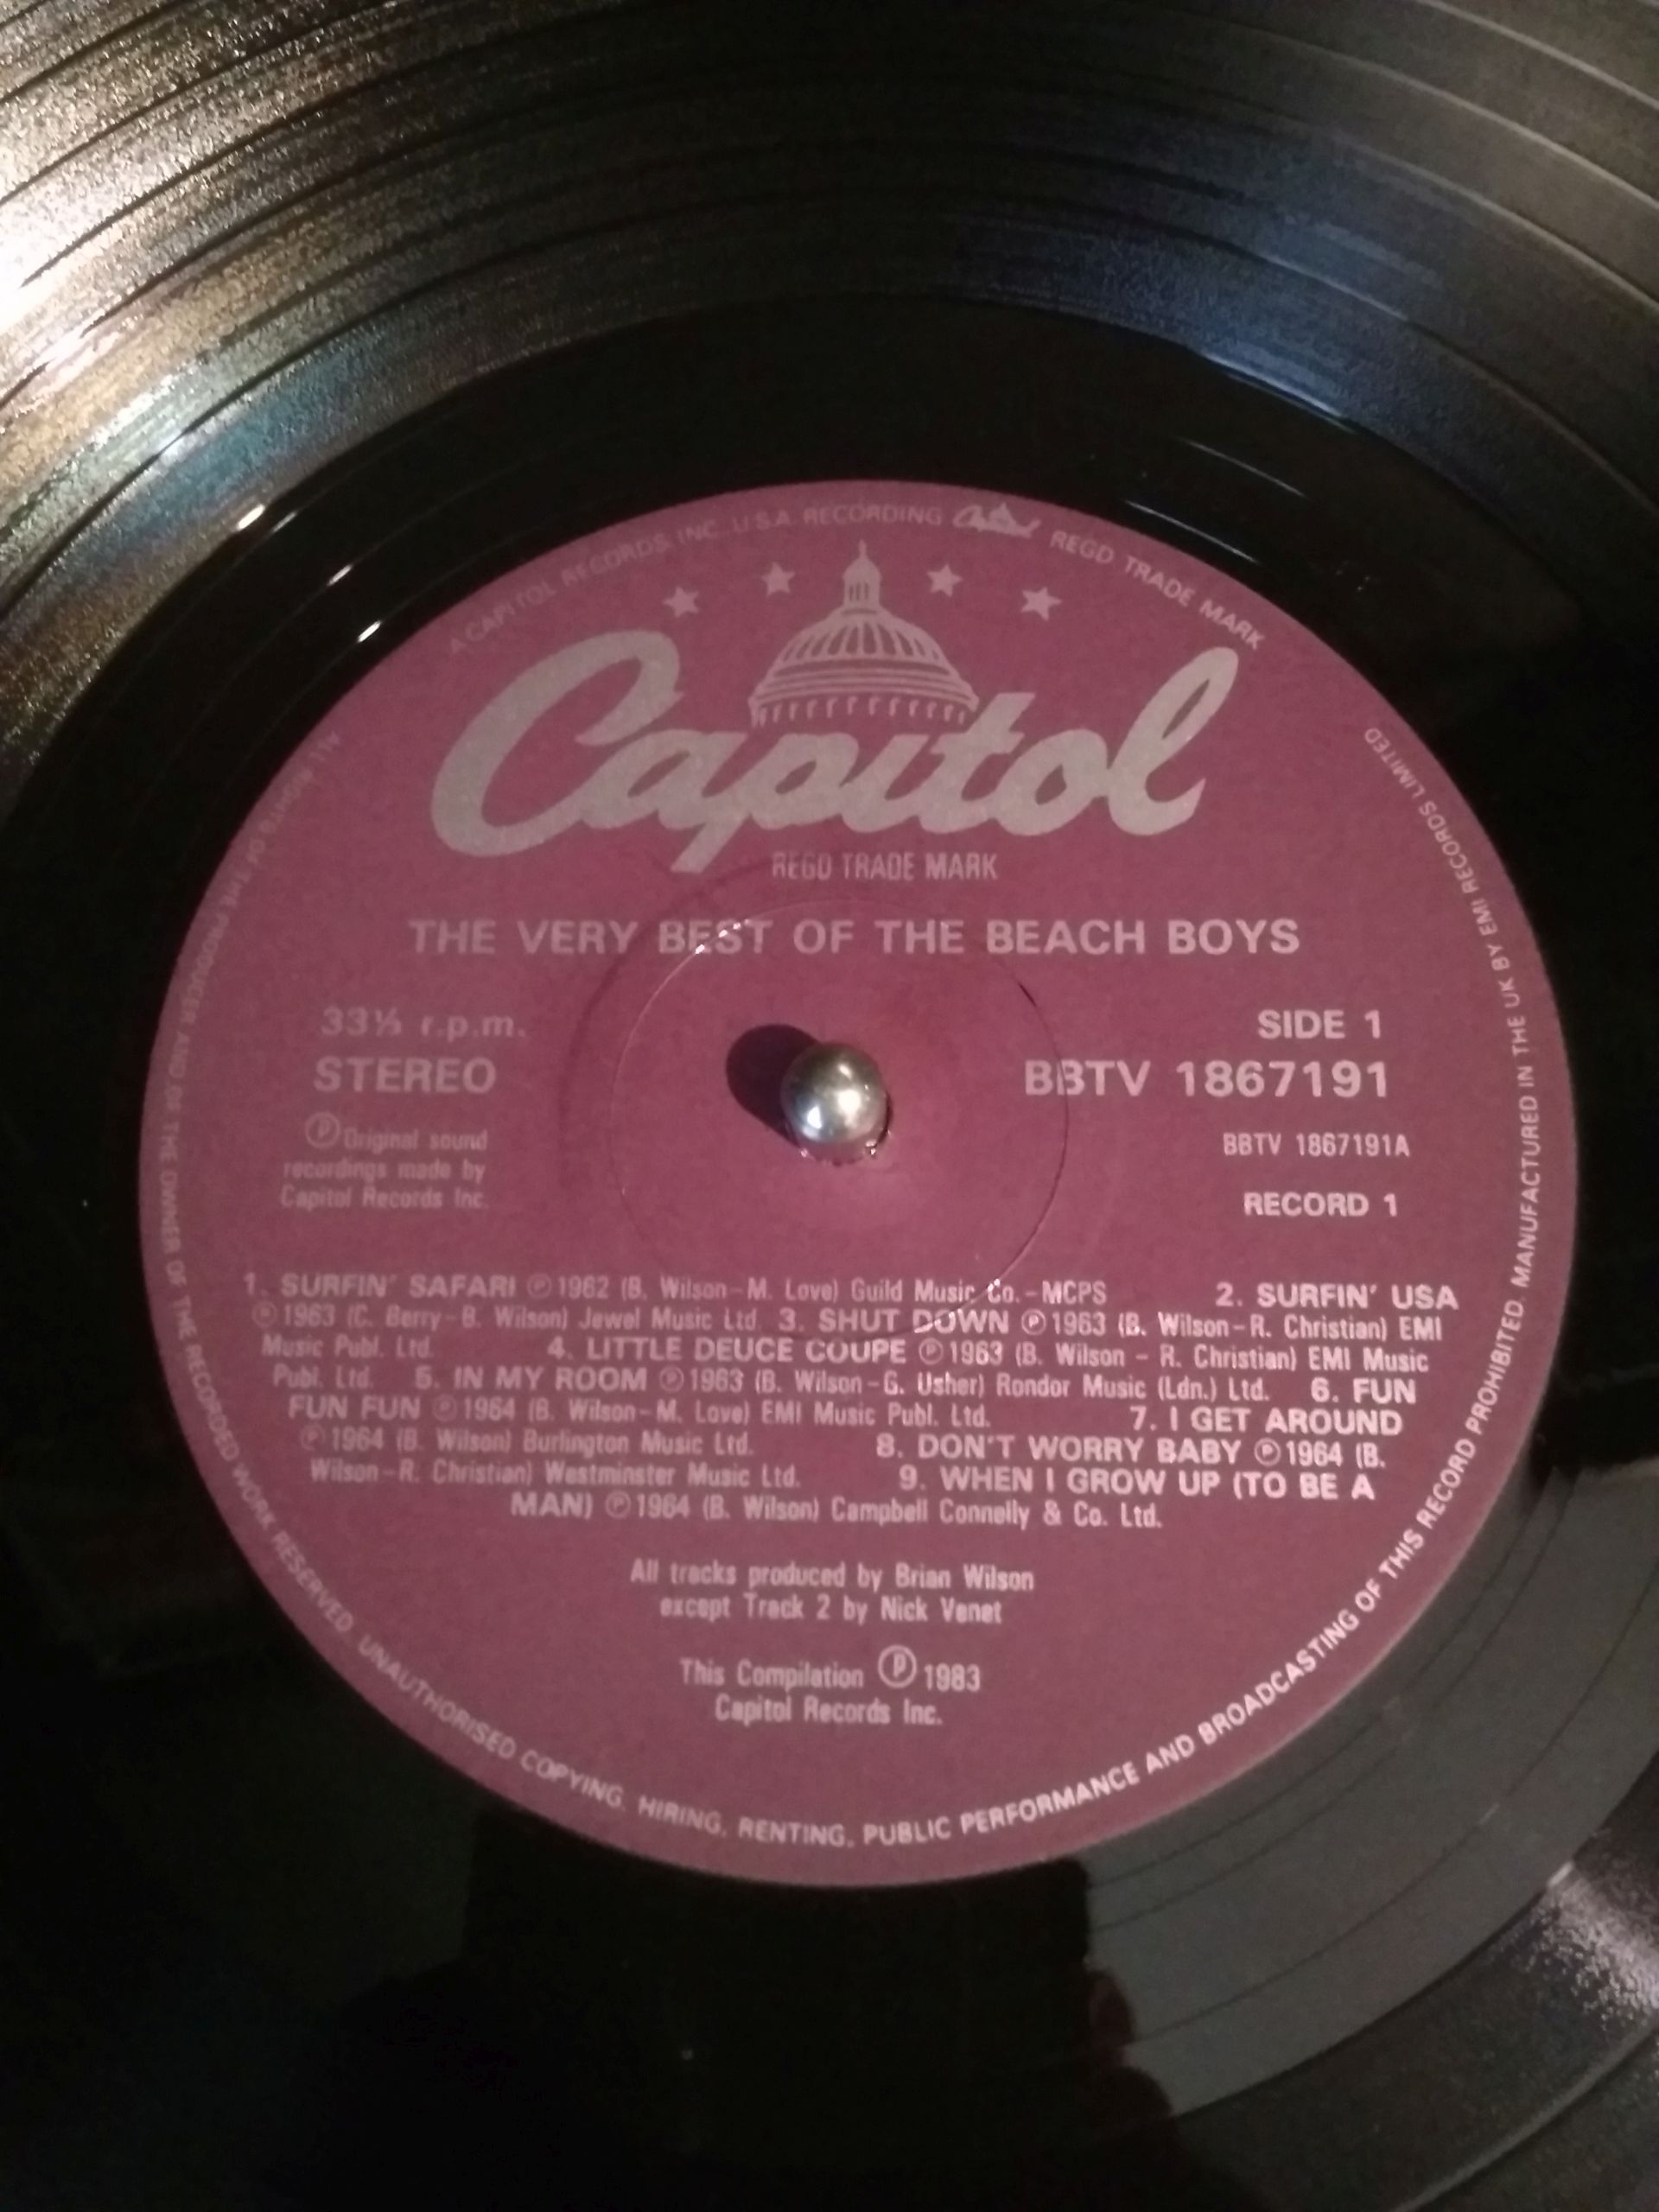 A CAPITOL RECORDS, INC. U.S.A. RECORDING Capitol REGD TRADE MARK
Capitol
REGD TRADE MARK
THE VERY BEST OF THE BEACH BOYS
33⅓ r.p.m.
STEREO
Ⓟ Original sound
recordings made by
Capitol Records Inc.
SIDE 1
BBTV 1867191
BBTV 1867191A
RECORD 1
1. SURFIN' SAFARI Ⓟ 1962 (B. Wilson–M. Love) Guild Music Co.–MCPS 2. SURFIN' USA
Ⓟ 1963 (C. Berry–B. Wilson) Jewel Music Ltd. 3. SHUT DOWN Ⓟ 1963 (B. Wilson–R. Christian) EMI
Music Publ. Ltd. 4. LITTLE DEUCE COUPE Ⓟ 1963 (B. Wilson – R. Christian) EMI Music
Publ. Ltd. 5. IN MY ROOM Ⓟ 1963 (B. Wilson–G. Usher) Rondor Music (Ldn.) Ltd. 6. FUN
FUN FUN Ⓟ 1964 (B. Wilson–M. Love) EMI Music Publ. Ltd. 7. I GET AROUND
Ⓟ 1964 (B. Wilson) Burlington Music Ltd. 8. DON'T WORRY BABY Ⓟ 1964 (B.
Wilson–R. Christian) Westminster Music Ltd. 9. WHEN I GROW UP (TO BE A
MAN) Ⓟ 1964 (B. Wilson) Campbell Connelly & Co. Ltd.
All tracks produced by Brian Wilson
except Track 2 by Nick Venet
This Compilation Ⓟ 1983
Capitol Records Inc.
ALL RIGHTS OF THE PRODUCER AND OF THE OWNER OF THE RECORDED WORK RESERVED. UNAUTHORISED COPYING, HIRING, RENTING, PUBLIC PERFORMANCE AND BROADCASTING OF THIS RECORD PROHIBITED. MANUFACTURED IN THE UK BY EMI RECORDS LIMITED